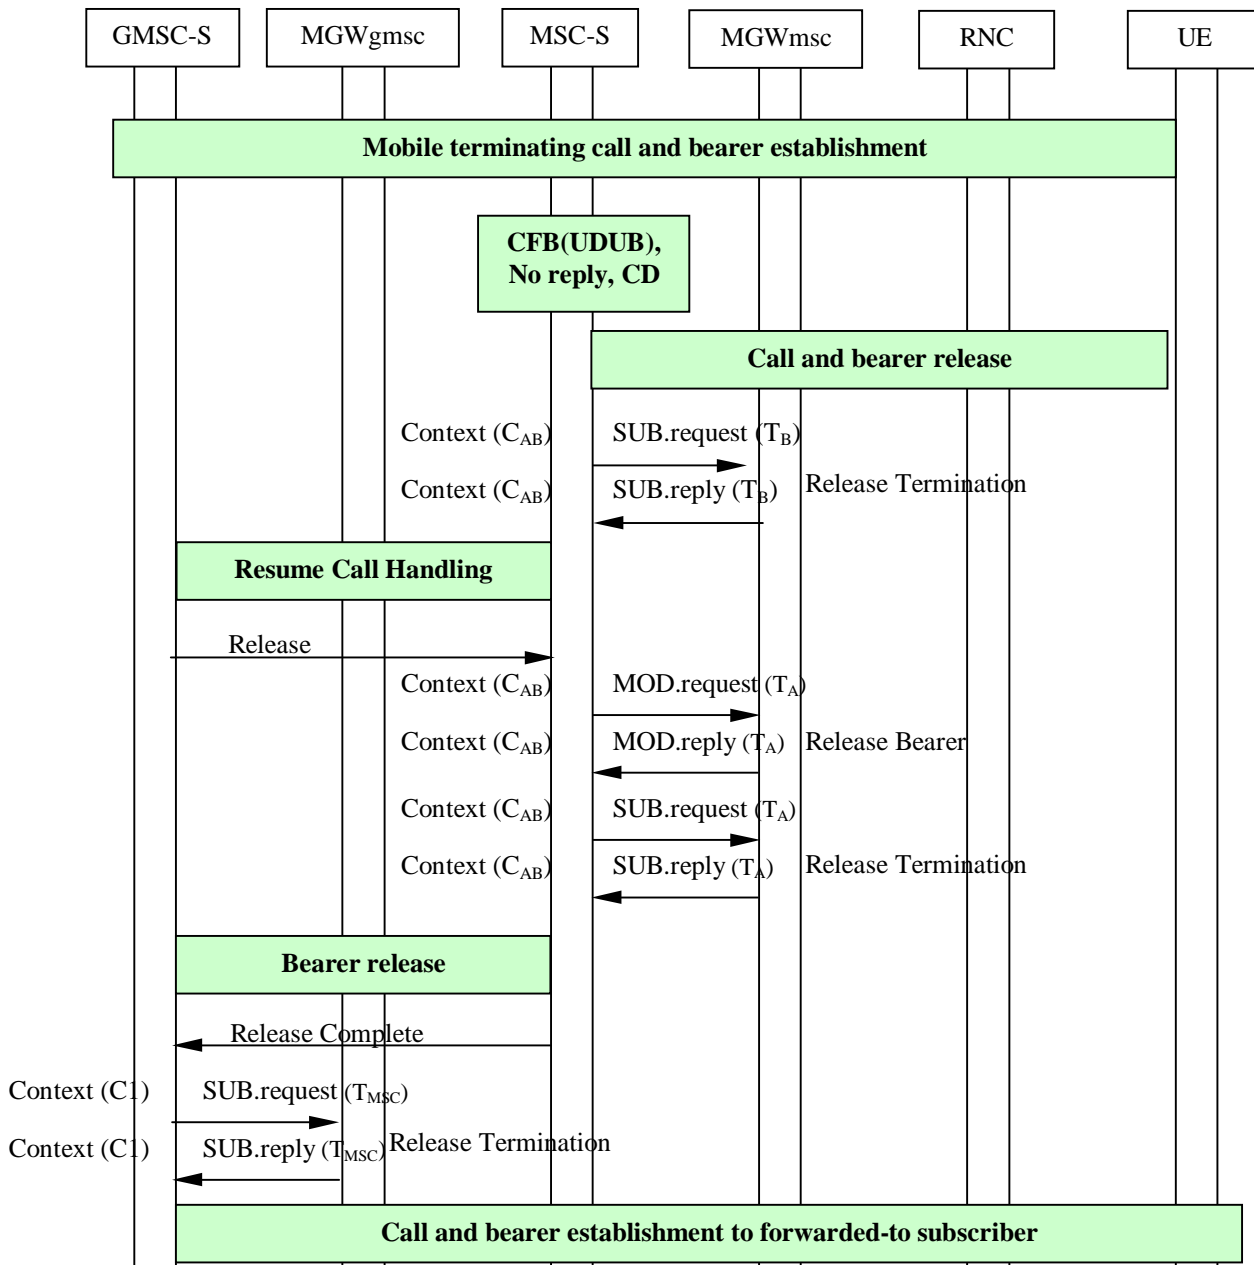 GMSC-S MGWgmsc MSC-S MGWmsc RNC UE
Mobile terminating call and bearer establishment
CFB(UDUB),
No reply, CD
Call and bearer release
Context (CAB) SUB.request (TB)
Context (CAB) SUB.reply (TB) Release Termination
Resume Call Handling
Release
Context (CAB) MOD.request (TA)
Context (CAB) MOD.reply (TA) Release Bearer
Context (CAB) SUB.request (TA)
Context (CAB) SUB.reply (TA) Release Termination
Bearer release
Release Complete
Context (C1) SUB.request (TMSC)
Context (C1) SUB.reply (TMSC) Release Termination
Call and bearer establishment to forwarded-to subscriber